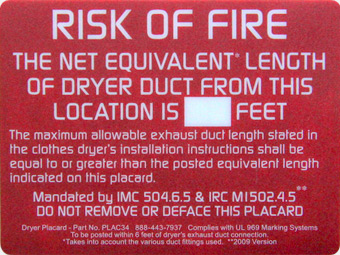 RISK OF FIRE
THE NET EQUIVALENT* LENGTH
OF DRYER DUCT FROM THIS
LOCATION IS FEET
The maximum allowable exhaust duct length stated in
the clothes dryer's installation instructions shall be
equal to or greater than the posted equivalent length
indicated on this placard.
Mandated by IMC 504.6.5 & IRC M1502.4.5**
DO NOT REMOVE OR DEFACE THIS PLACARD
Dryer Placard - Part No. PLAC34 888-443-7937 Complies with UL 969 Marking Systems
To be posted within 6 feet of dryer's exhaust duct connection.
*Takes into account the various duct fittings used. **2009 Version